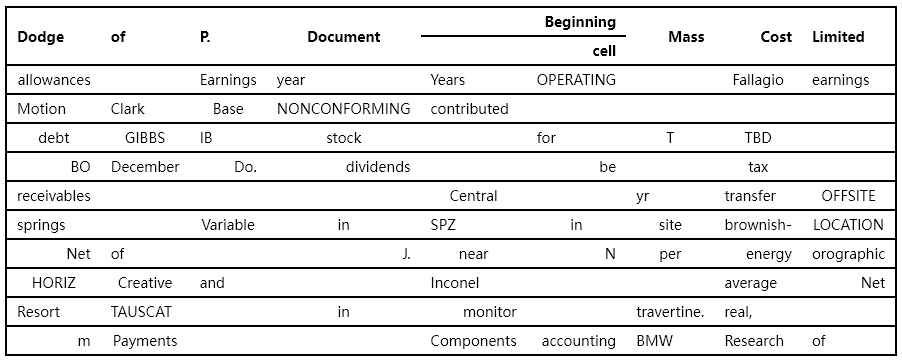 Beginning
Dodge of P. Document Mass Cost Limited
cell
allowances Earnings year Years OPERATING Fallagio earnings
Motion Clark Base NONCONFORMING contributed
debt GIBBS IB stock for T TBD
BO December Do. dividends be tax
receivables Central yr transfer OFFSITE
springs Variable in SPZ in site brownish- LOCATION
Net of J. near N per energy orographic
HORIZ Creative and Inconel average Net
Resort TAUSCAT in monitor travertine. real,
m Payments Components accounting BMW Research of